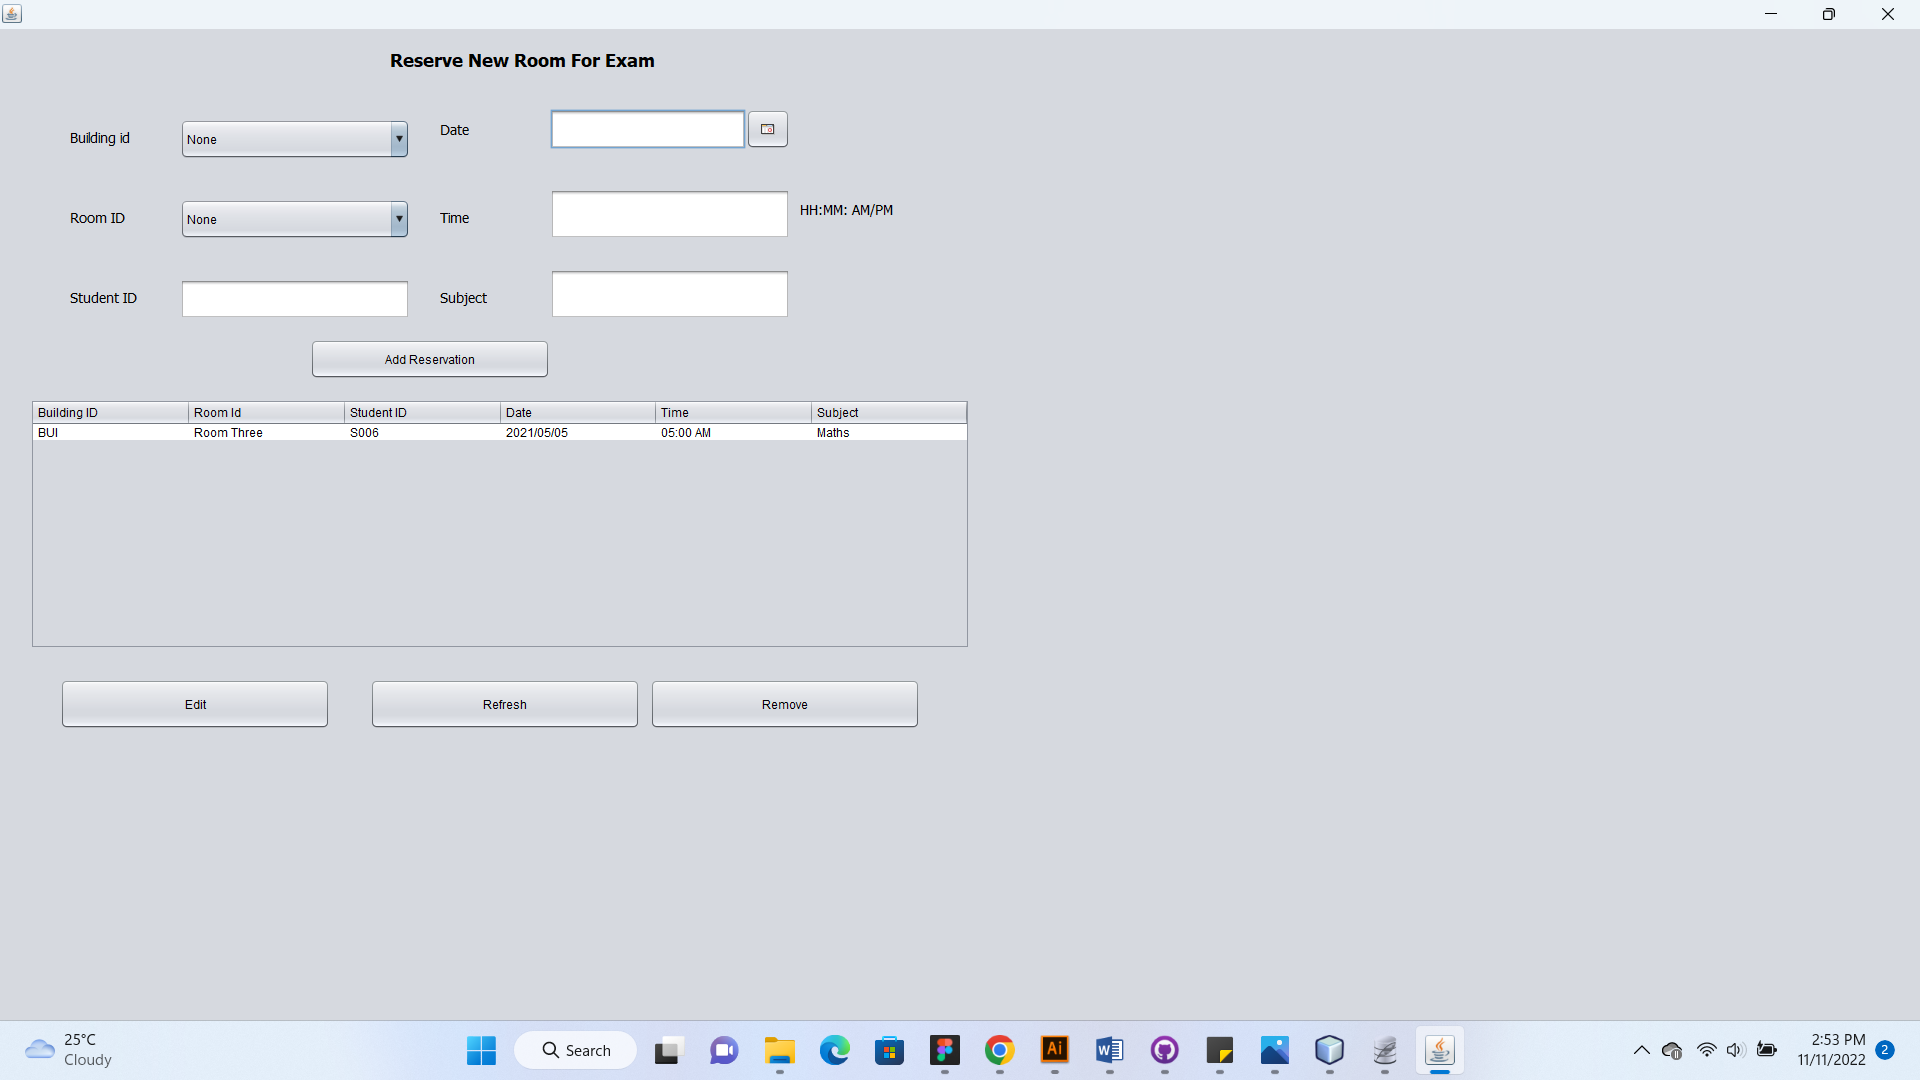 Reserve New Room For Exam
Building id
None
Date
Room ID
None
Time
HH:MM: AM/PM
Student ID
Subject
Add Reservation
Building ID Room Id Student ID Date Time Subject
BUI Room Three S006 2021/05/05 05:00 AM Maths
Edit Refresh Remove
25°C
Cloudy
Search
Ai
W
2:53 PM
11/11/2022
2